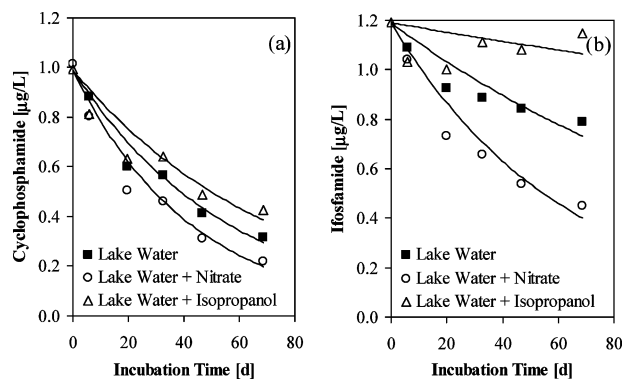 1.2
1.0
0.8
0.6
0.4
0.2
0.0
Cyclophosphamide [µg/L]
(a)
Lake Water
Lake Water + Nitrate
Lake Water + Isopropanol
0 20 40 60 80
Incubation Time [d]
1.2
1.0
0.8
0.6
0.4
0.2
0.0
Ifosfamide [µg/L]
(b)
Lake Water
Lake Water + Nitrate
Lake Water + Isopropanol
0 20 40 60 80
Incubation Time [d]